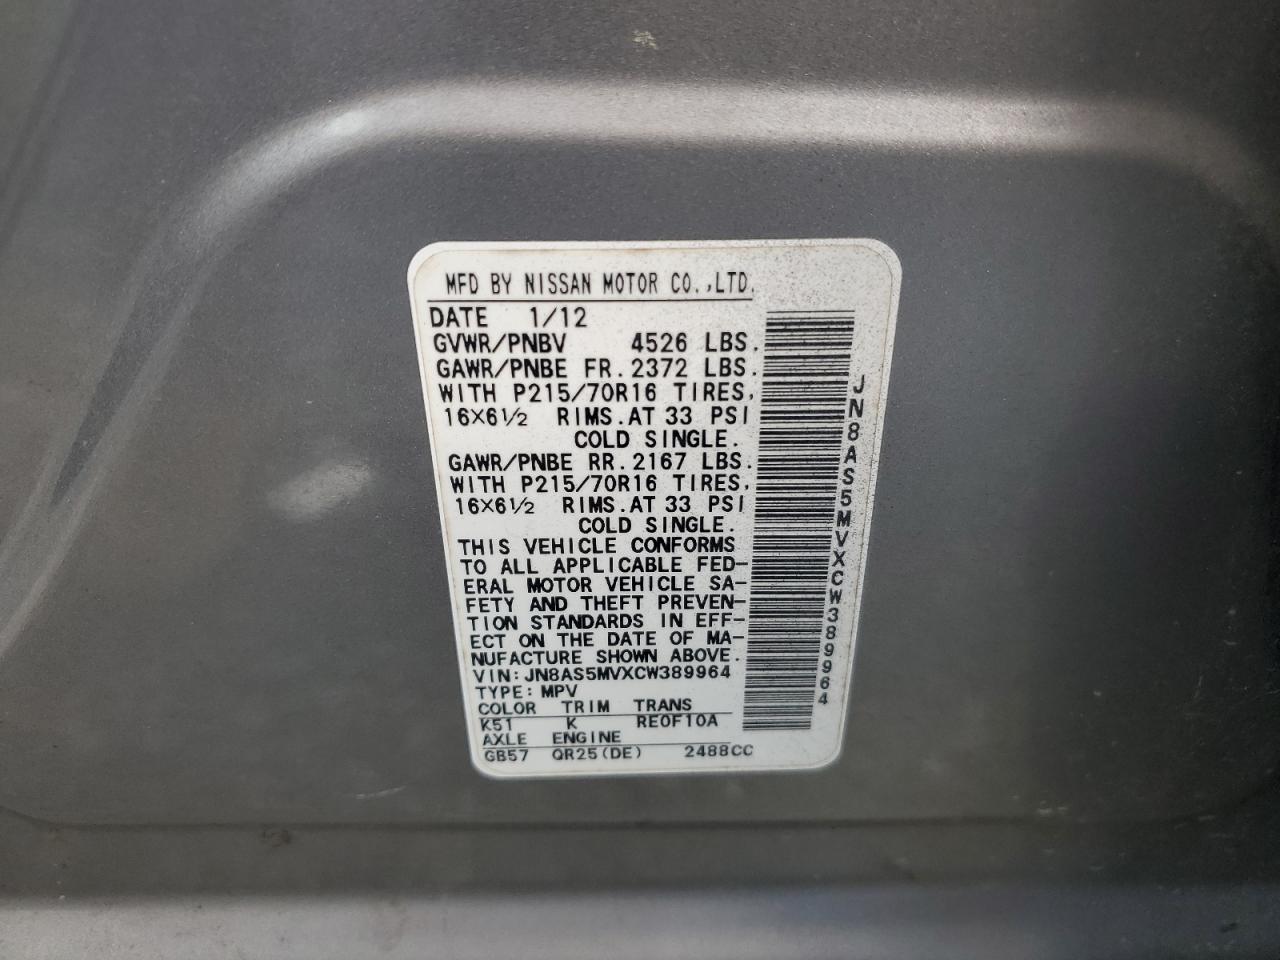 MFD BY NISSAN MOTOR CO.,LTD.
DATE 1/12
GVWR/PNBV 4526 LBS.
GAWR/PNBE FR.2372 LBS.
WITH P215/70R16 TIRES,
16X6½ RIMS.AT 33 PSI
COLD SINGLE.
GAWR/PNBE RR.2167 LBS.
WITH P215/70R16 TIRES,
16X6½ RIMS.AT 33 PSI
COLD SINGLE.
THIS VEHICLE CONFORMS
TO ALL APPLICABLE FED-
ERAL MOTOR VEHICLE SA-
FETY AND THEFT PREVEN-
TION STANDARDS IN EFF-
ECT ON THE DATE OF MA-
NUFACTURE SHOWN ABOVE.
VIN:JN8AS5MVXCW389964
TYPE:MPV
COLOR TRIM TRANS
K51 K RE0F10A
AXLE ENGINE
GB57 QR25(DE) 2488CC
JN8AS5MVXCW389964